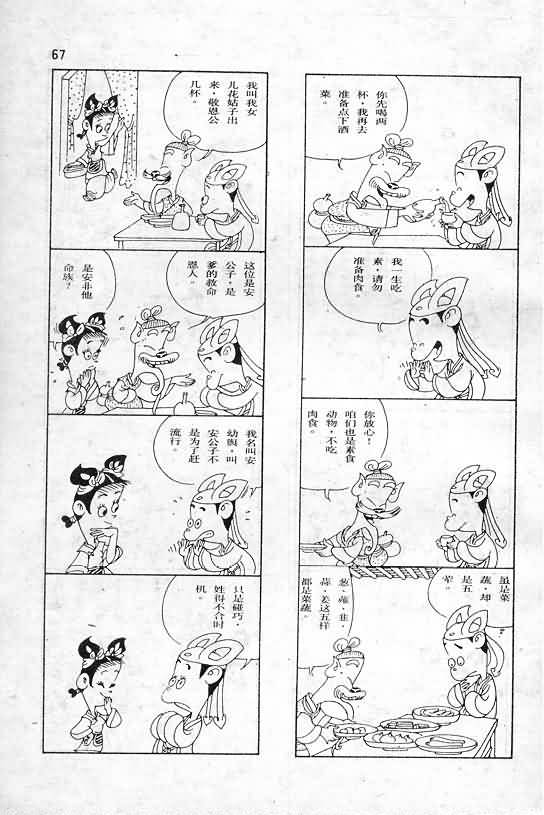 67
你先喝两
杯，我再去
准备点下酒
菜。
我一生吃
素，请勿
准备肉食。
你放心！
咱们也是素食
动物，不吃
肉食。
虽是菜
蔬，却
是五
荤。
葱、薤、韭、
蒜、姜这五样
都是菜蔬。
我叫我女
儿花姑子出
来，敬恩公
几杯。
这位是安
公子，是
爹的救命
恩人。
是安非他
命族？
我名叫安
幼舆，叫
安公子不
是为了赶
流行。
只是碰巧，
姓得不合时
机。